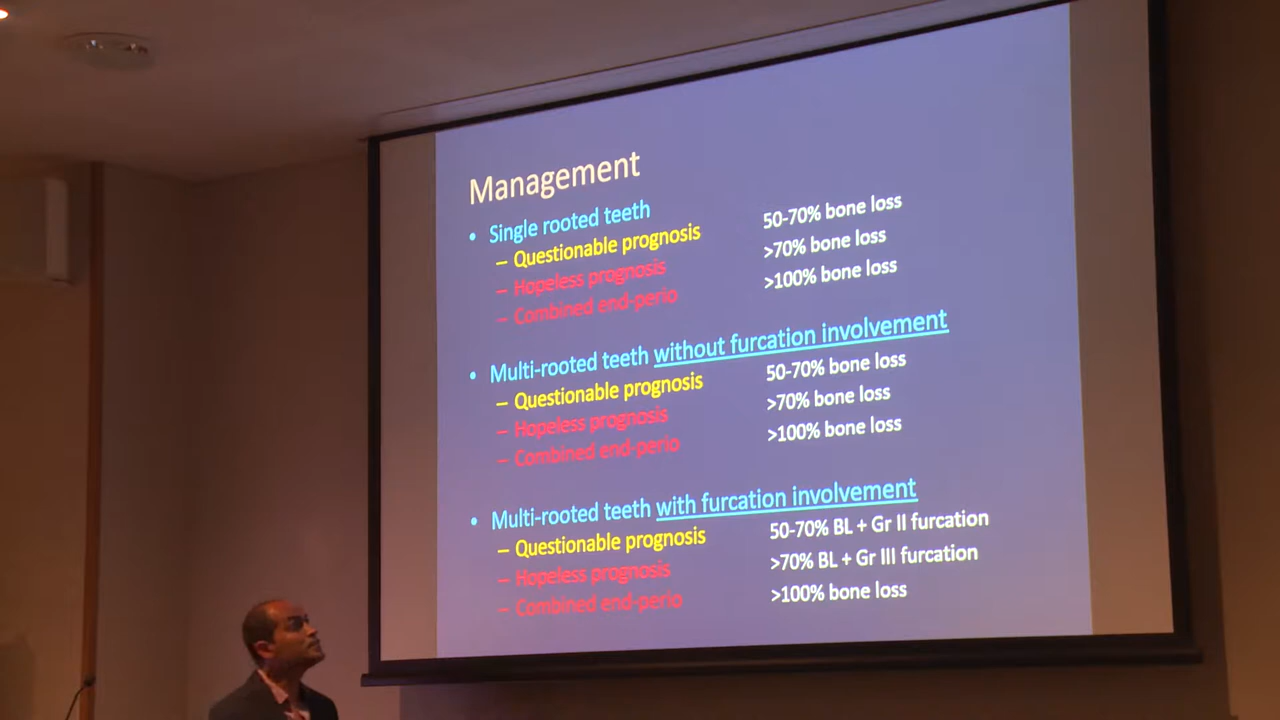 Management
• Single rooted teeth
– Questionable prognosis 50-70% bone loss
– Hopeless prognosis >70% bone loss
– Combined end-perio >100% bone loss
• Multi-rooted teeth without furcation involvement
– Questionable prognosis 50-70% bone loss
– Hopeless prognosis >70% bone loss
– Combined end-perio >100% bone loss
• Multi-rooted teeth with furcation involvement
– Questionable prognosis 50-70% BL + Gr II furcation
– Hopeless prognosis >70% BL + Gr III furcation
– Combined end-perio >100% bone loss